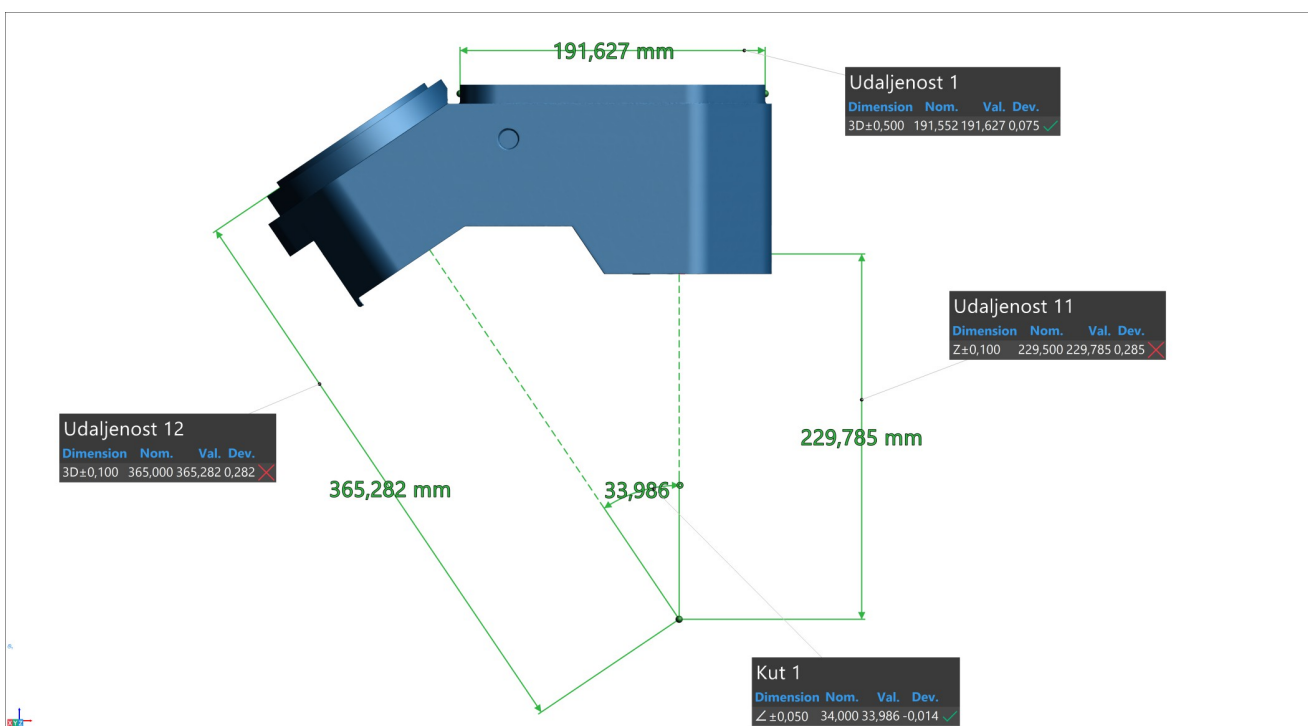 191,627 mm
Udaljenost 1
Dimension Nom. Val. Dev.
3D±0,500 191,552 191,627 0,075
Udaljenost 11
Dimension Nom. Val. Dev.
Z±0,100 229,500 229,785 0,285
Udaljenost 12
Dimension Nom. Val. Dev.
3D±0,100 365,000 365,282 0,282
229,785 mm
365,282 mm
33,986
Kut 1
Dimension Nom. Val. Dev.
∠±0,050 34,000 33,986 -0,014
X Y Z